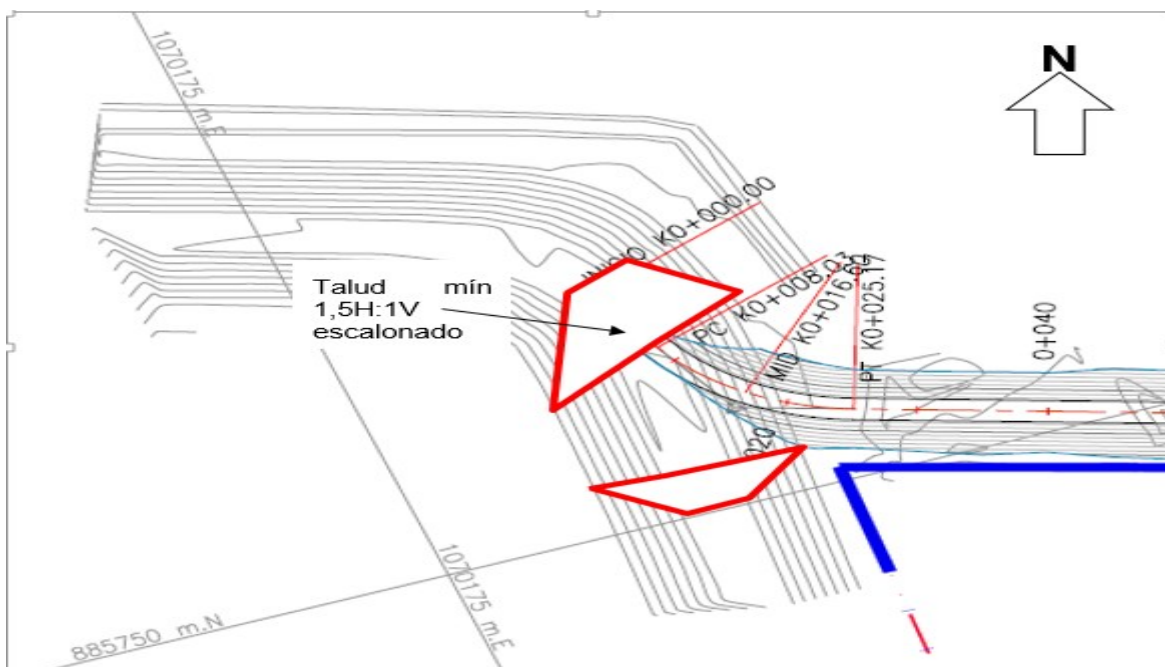 N
1070175 m.E
INICIO K0+000.00
Talud mín
1,5H:1V
escalonado
PC K0+008.03
MID K0+016.60
PT K0+025.17
0+040
020
1070175 m.E
885750 m.N